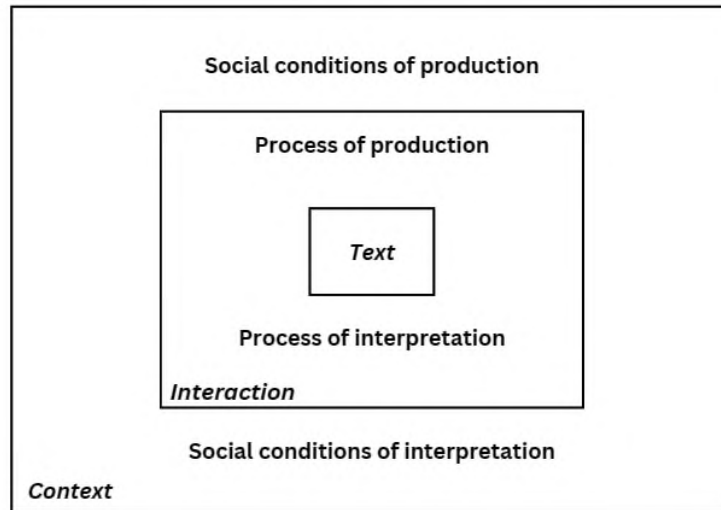 Social conditions of production
Process of production
Text
Process of interpretation
Interaction
Social conditions of interpretation
Context